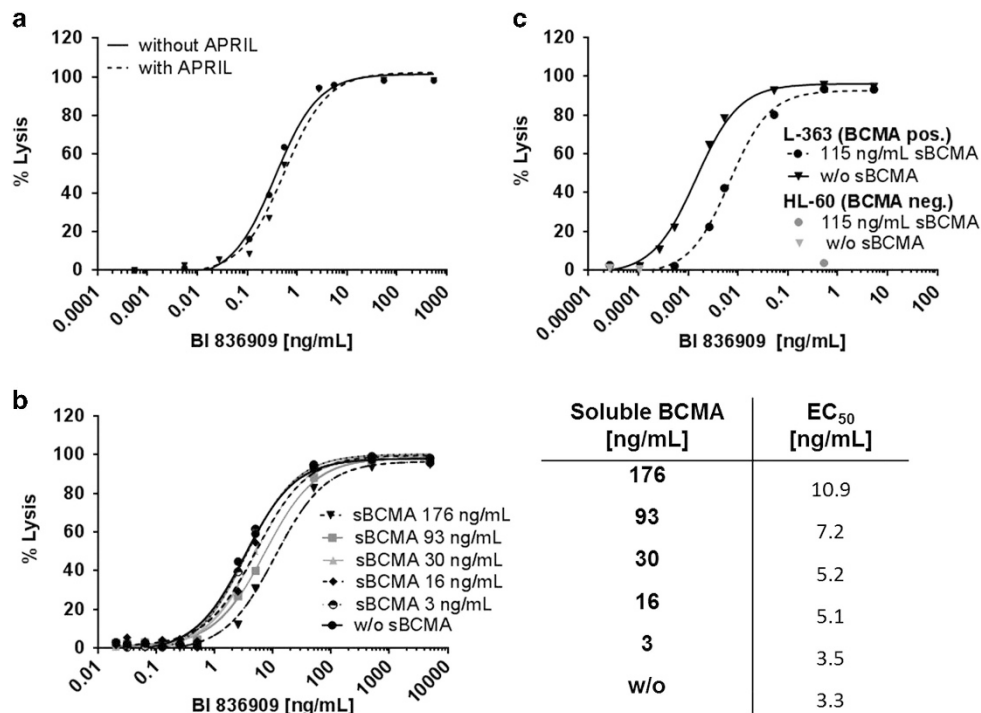 a
120
100
80
60
40
20
0
% Lysis
without APRIL
with APRIL
0.0001
0.001
0.01
0.1
1
10
100
1000
BI 836909 [ng/mL]
c
120
100
80
60
40
20
0
% Lysis
L-363 (BCMA pos.)
115 ng/mL sBCMA
w/o sBCMA
HL-60 (BCMA neg.)
115 ng/mL sBCMA
w/o sBCMA
0.00001
0.0001
0.001
0.01
0.1
1
10
100
BI 836909 [ng/mL]
b
120
100
80
60
40
20
0
% Lysis
sBCMA 176 ng/mL
sBCMA 93 ng/mL
sBCMA 30 ng/mL
sBCMA 16 ng/mL
sBCMA 3 ng/mL
w/o sBCMA
0.01
0.1
1
10
100
1000
10000
BI 836909 [ng/mL]
Soluble BCMA [ng/mL] EC50 [ng/mL]
176 10.9
93 7.2
30 5.2
16 5.1
3 3.5
w/o 3.3